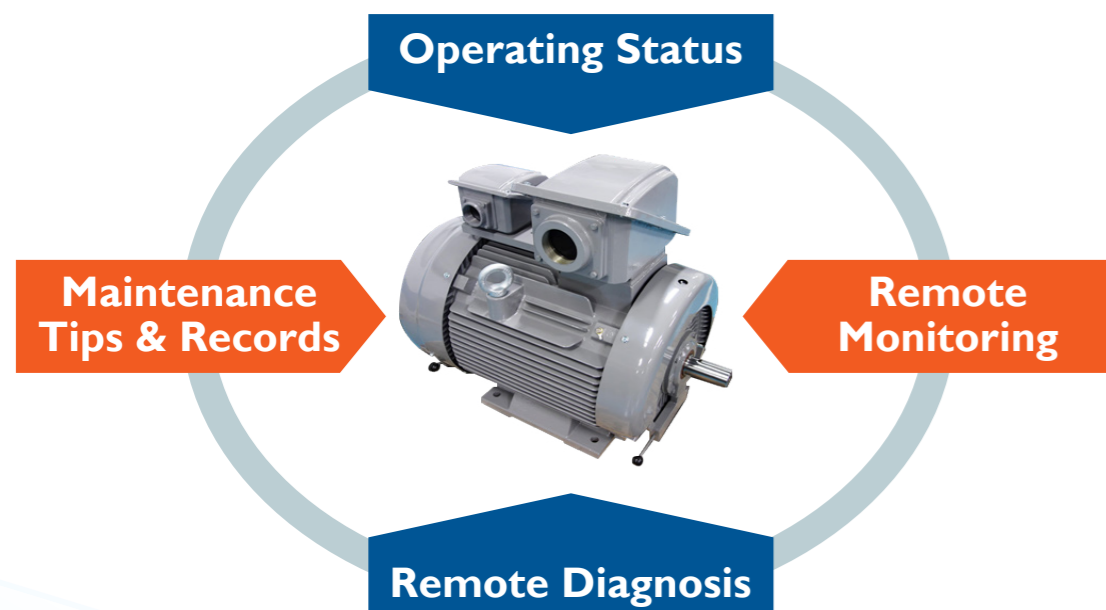 Operating Status
Maintenance
Tips & Records
Remote
Monitoring
Remote Diagnosis